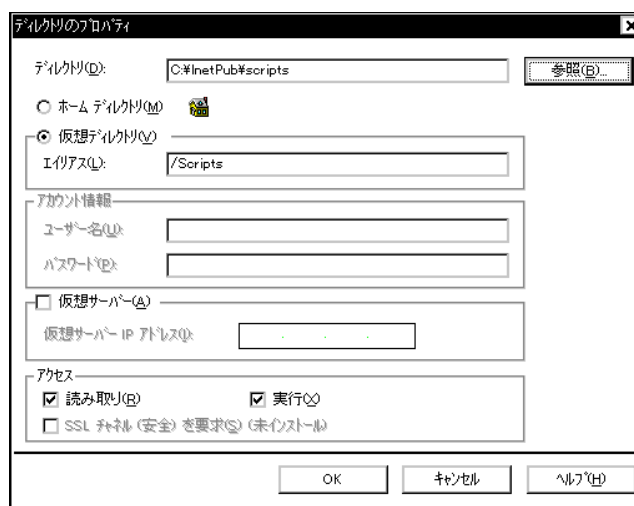 ディレクトリのプロパティ
ディレクトリ(D): C:¥InetPub¥scripts 参照(B)...
ホーム ディレクトリ(M)
仮想ディレクトリ(V)
エイリアス(L): /Scripts
アカウント情報
ユーザー名(U):
パスワード(P):
仮想サーバー(A)
仮想サーバー IP アドレス(I):
アクセス
読み取り(R) 実行(X)
SSL チャネル (安全) を要求(S) (未インストール)
OK キャンセル ヘルプ(H)